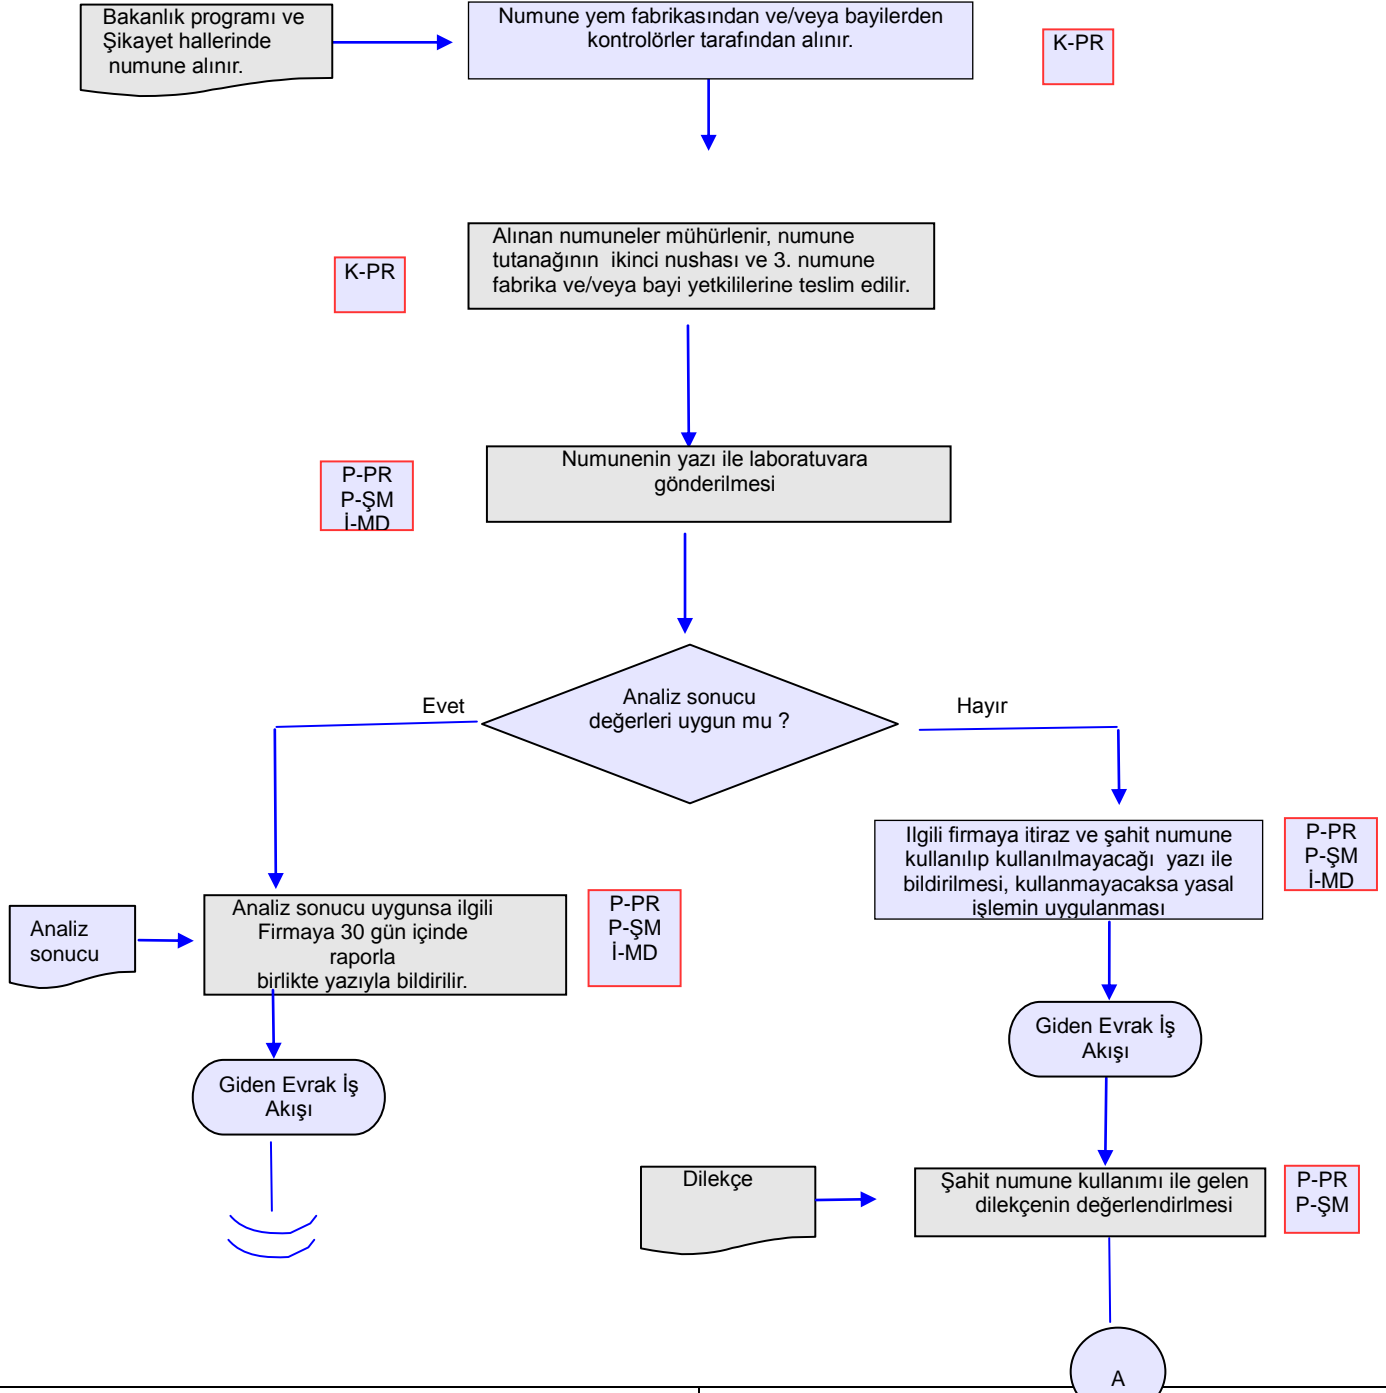 Bakanlık programı ve
Şikayet hallerinde
numune alınır.
Numune yem fabrikasından ve/veya bayilerden
kontrolörler tarafından alınır.
K-PR
Alınan numuneler mühürlenir, numune
tutanağının ikinci nushası ve 3. numune
fabrika ve/veya bayi yetkililerine teslim edilir.
K-PR
Numunenin yazı ile laboratuvara
gönderilmesi
P-PR
P-ŞM
İ-MD
Analiz sonucu
değerleri uygun mu ?
Evet
Hayır
Ilgili firmaya itiraz ve şahit numune
kullanılıp kullanılmayacağı yazı ile
bildirilmesi, kullanmayacaksa yasal
işlemin uygulanması
P-PR
P-ŞM
İ-MD
Analiz
sonucu
Analiz sonucu uygunsa ilgili
Firmaya 30 gün içinde
raporla
birlikte yazıyla bildirilir.
P-PR
P-ŞM
İ-MD
Giden Evrak İş
Akışı
Giden Evrak İş
Akışı
Dilekçe
Şahit numune kullanımı ile gelen
dilekçenin değerlendirlmesi
P-PR
P-ŞM
A